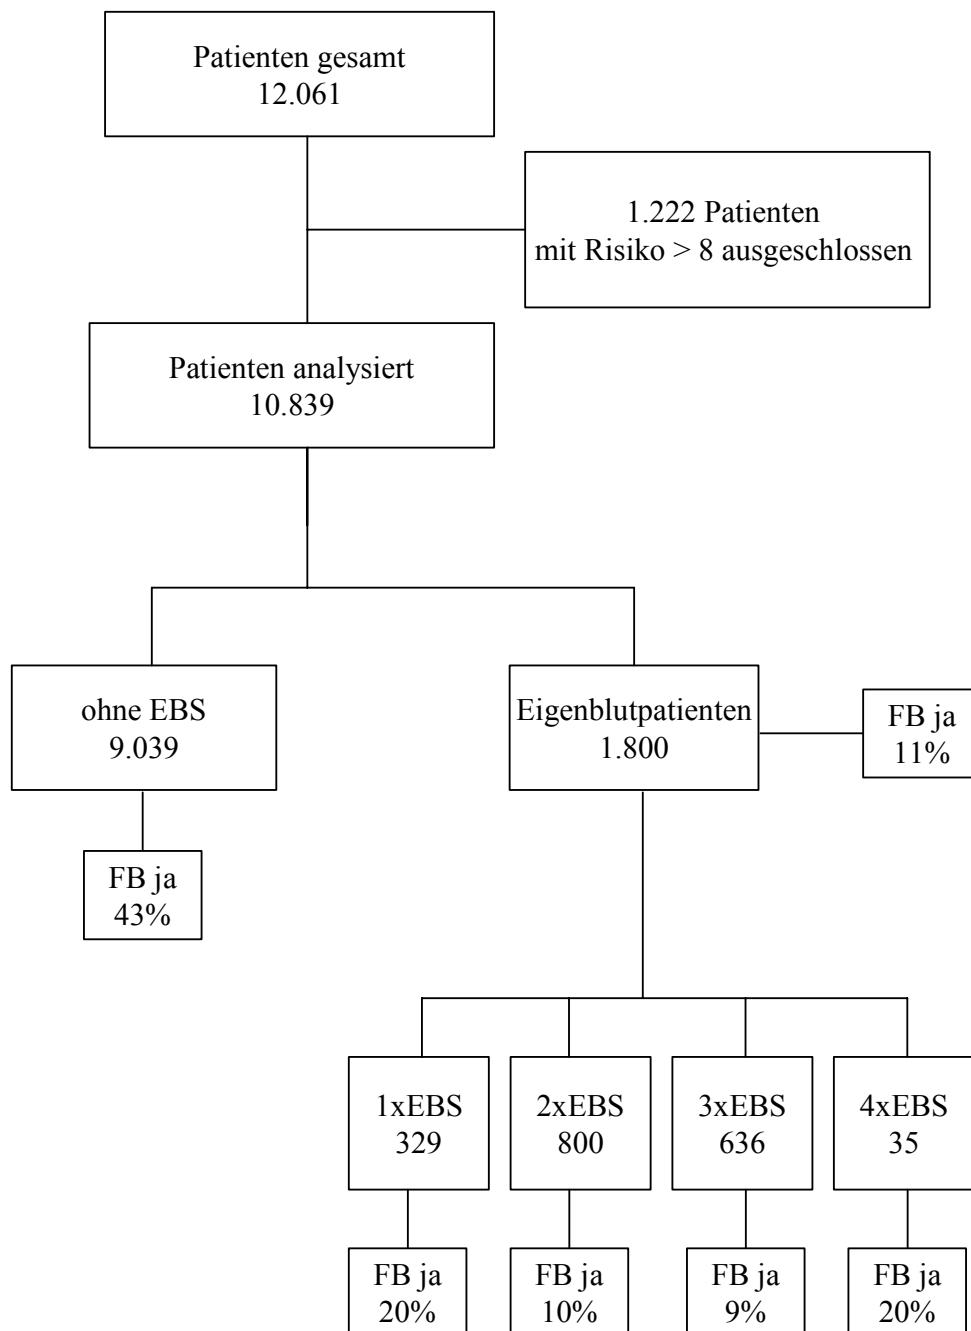 Patienten gesamt
12.061
1.222 Patienten
mit Risiko > 8 ausgeschlossen
Patienten analysiert
10.839
ohne EBS
9.039
Eigenblutpatienten
1.800
FB ja
11%
FB ja
43%
1xEBS
329
2xEBS
800
3xEBS
636
4xEBS
35
FB ja
20%
FB ja
10%
FB ja
9%
FB ja
20%